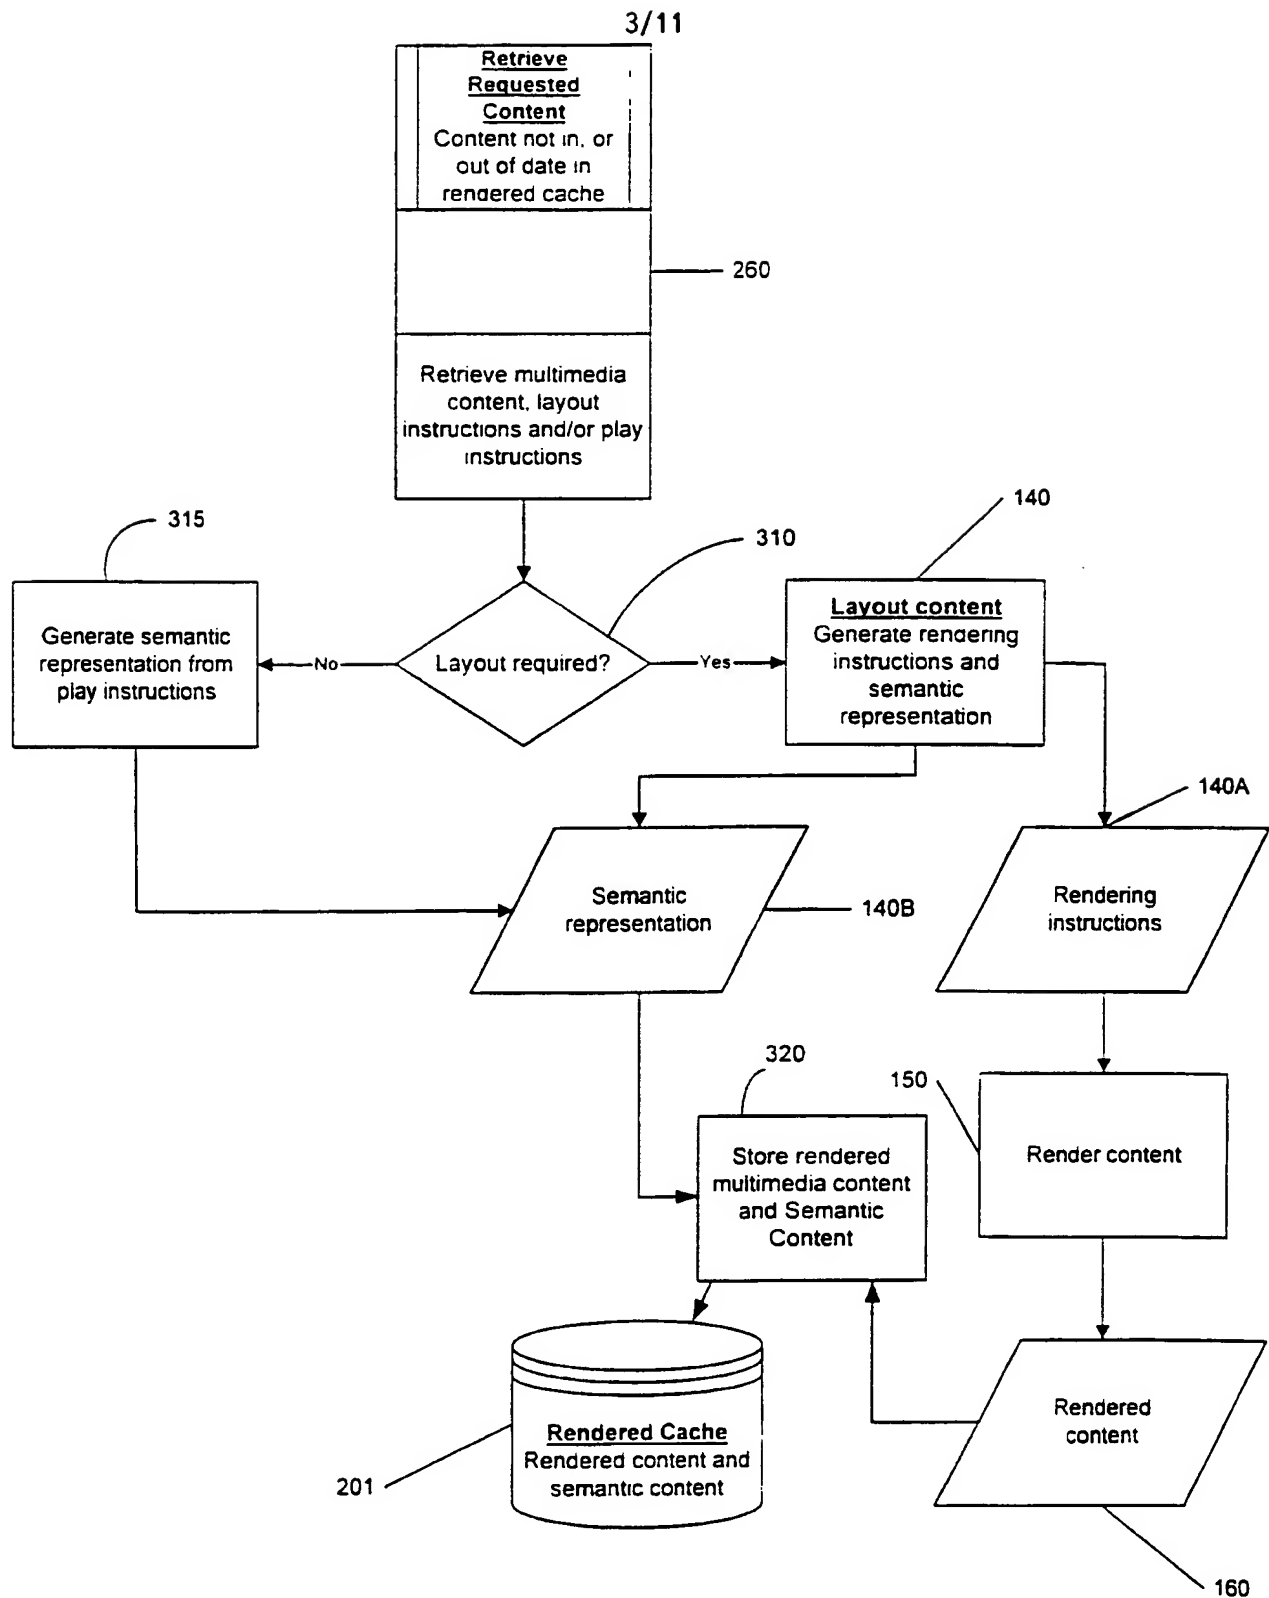 3/11
Retrieve
Requested
Content
Content not in, or
out of date in
rendered cache
260
Retrieve multimedia
content, layout
instructions and/or play
instructions
315
310
140
Generate semantic
representation from
play instructions
No
Layout required?
Yes
Layout content
Generate rendering
instructions and
semantic
representation
140A
Semantic
representation
140B
Rendering
instructions
320
150
Store rendered
multimedia content
and Semantic
Content
Render content
Rendered Cache
Rendered content and
semantic content
201
Rendered
content
160